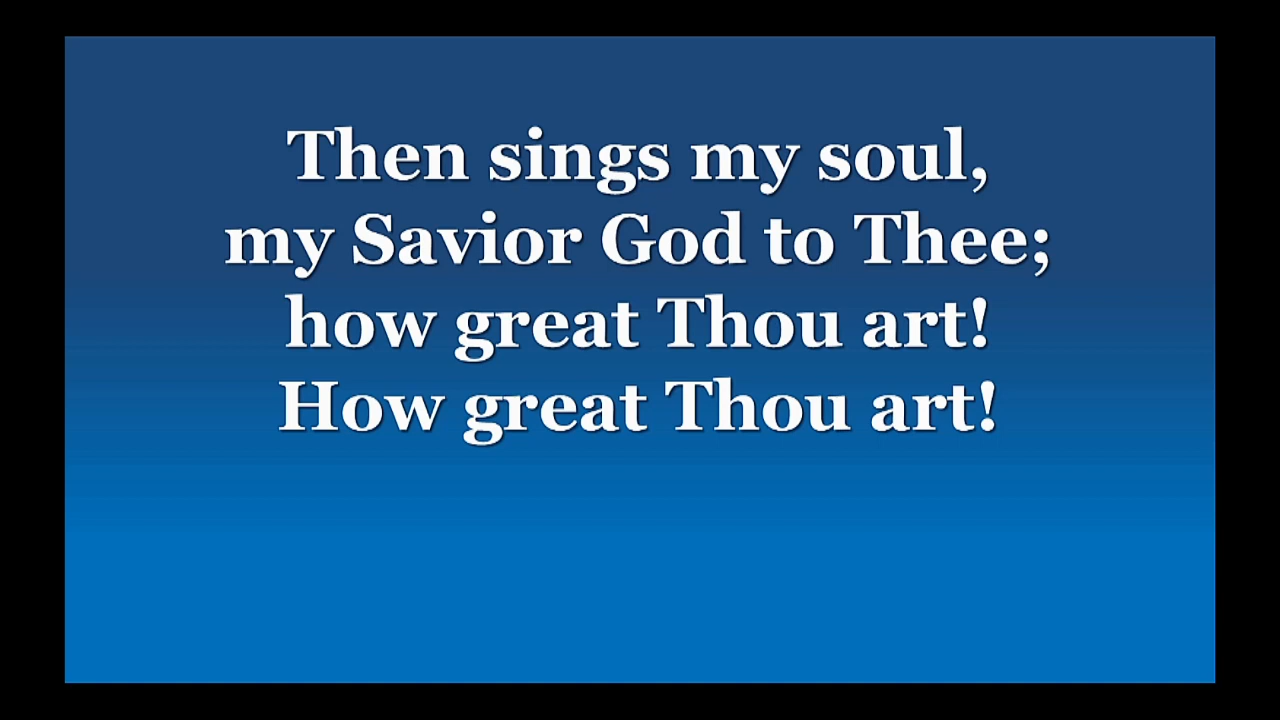 Then sings my soul,
my Savior God to Thee;
how great Thou art!
How great Thou art!